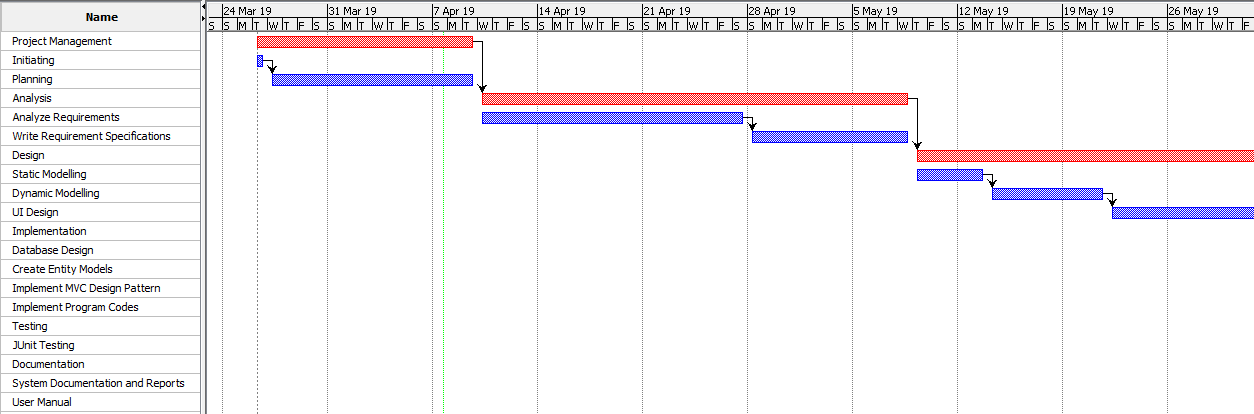 Name
24 Mar 19 31 Mar 19 7 Apr 19 14 Apr 19 21 Apr 19 28 Apr 19 5 May 19 12 May 19 19 May 19 26 May 19
S S M T W T F S S M T W T F S S M T W T F S S M T W T F S S M T W T F S S M T W T F S S M T W T F S S M T W T F S S M T W T F S S M T W T F
Project Management
Initiating
Planning
Analysis
Analyze Requirements
Write Requirement Specifications
Design
Static Modelling
Dynamic Modelling
UI Design
Implementation
Database Design
Create Entity Models
Implement MVC Design Pattern
Implement Program Codes
Testing
JUnit Testing
Documentation
System Documentation and Reports
User Manual